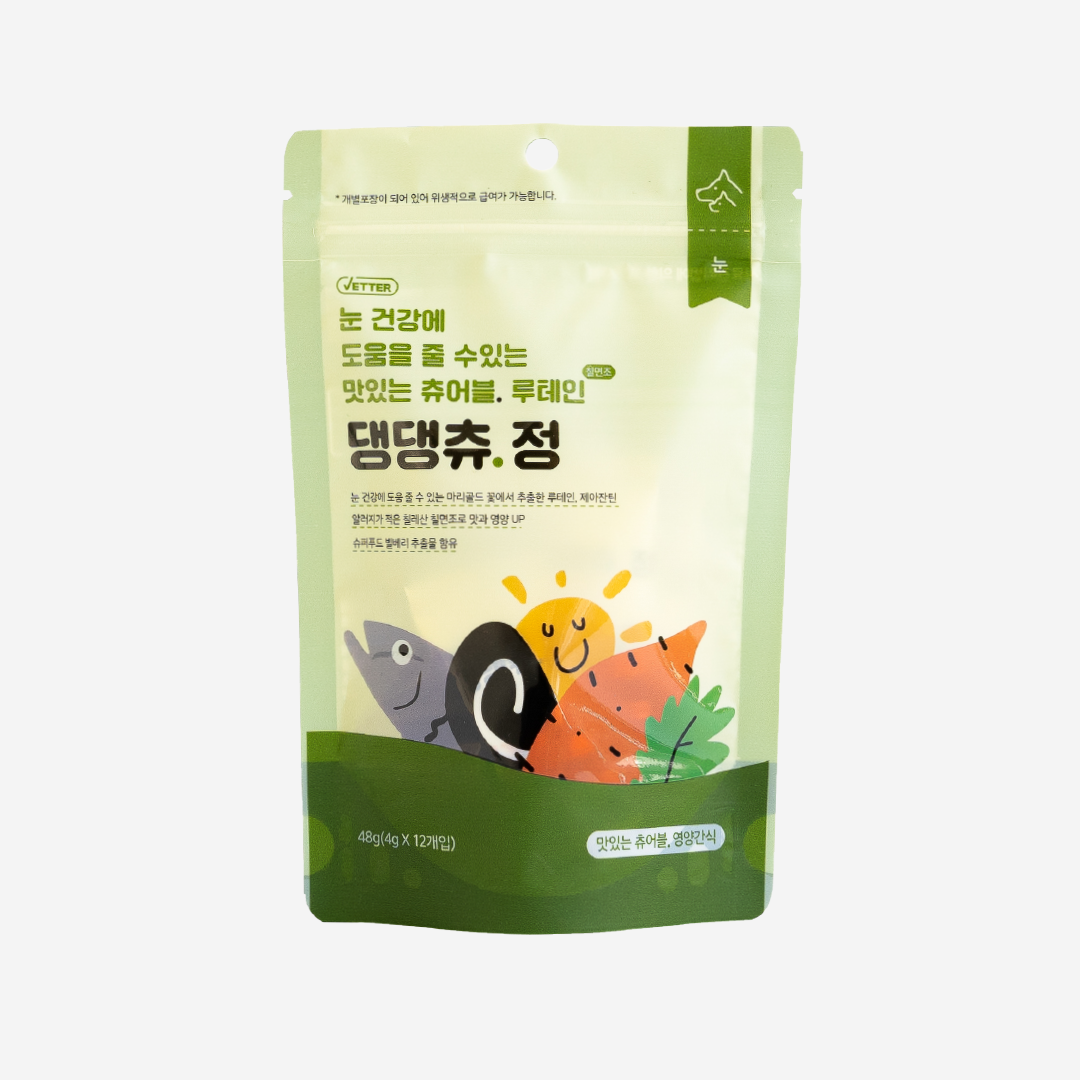 * 개별포장이 되어 있어 위생적으로 급여가 가능합니다.
눈
VETTER
눈 건강에
도움을 줄 수있는
맛있는 츄어블. 루테인
칠면조
댕댕츄.정
눈 건강에 도움 줄 수 있는 마리골드 꽃에서 추출한 루테인, 제아잔틴
알러지가 적은 칠레산 칠면조로 맛과 영양 UP
슈퍼푸드 빌베리 추출물 함유
48g(4g X 12개입)
맛있는 츄어블, 영양간식